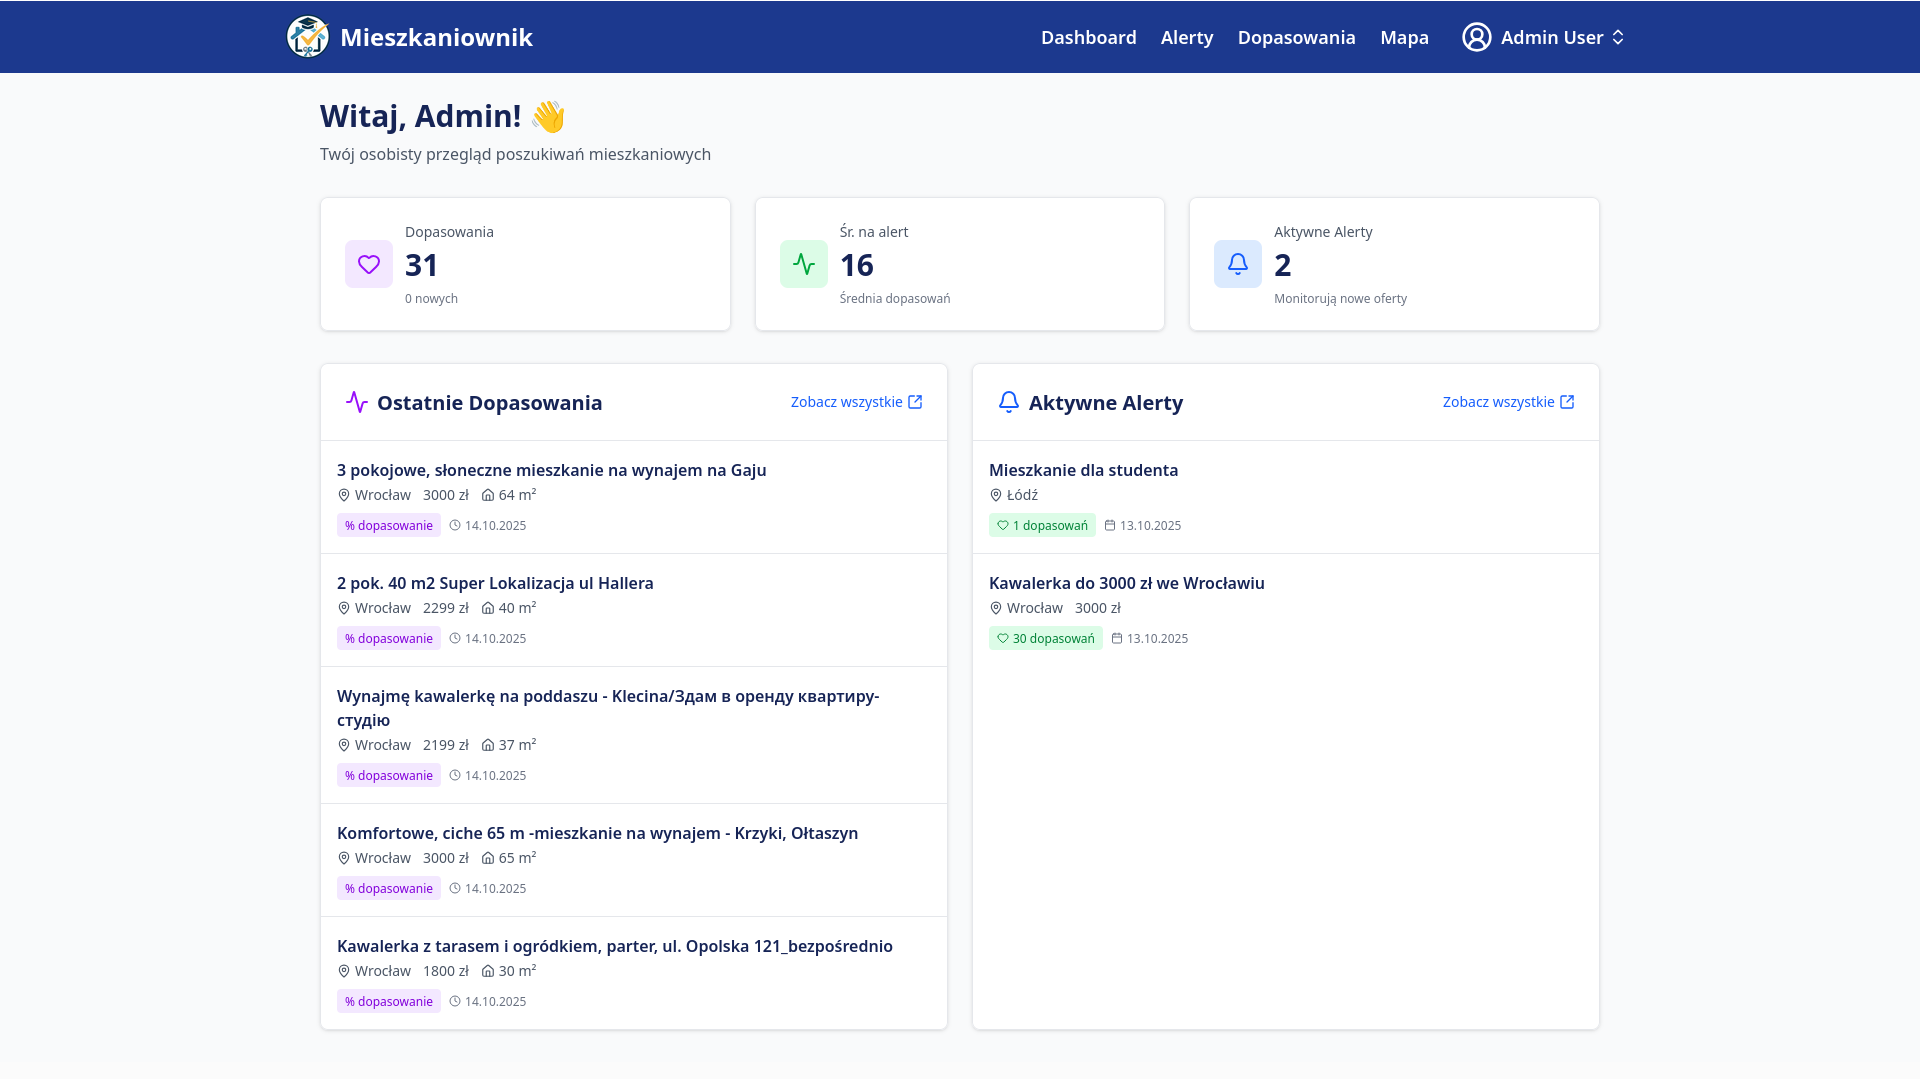 Mieszkaniownik
Dashboard
Alerty
Dopasowania
Mapa
Admin User
Witaj, Admin! 👋
Twój osobisty przegląd poszukiwań mieszkaniowych
Dopasowania
31
0 nowych
Śr. na alert
16
Średnia dopasowań
Aktywne Alerty
2
Monitorują nowe oferty
Ostatnie Dopasowania
Zobacz wszystkie
3 pokojowe, słoneczne mieszkanie na wynajem na Gaju
Wrocław 3000 zł 64 m²
% dopasowanie 14.10.2025
2 pok. 40 m2 Super Lokalizacja ul Hallera
Wrocław 2299 zł 40 m²
% dopasowanie 14.10.2025
Wynajmę kawalerkę na poddaszu - Klecina/Здам в оренду квартиру-
студію
Wrocław 2199 zł 37 m²
% dopasowanie 14.10.2025
Komfortowe, ciche 65 m -mieszkanie na wynajem - Krzyki, Ołtaszyn
Wrocław 3000 zł 65 m²
% dopasowanie 14.10.2025
Kawalerka z tarasem i ogródkiem, parter, ul. Opolska 121_bezpośrednio
Wrocław 1800 zł 30 m²
% dopasowanie 14.10.2025
Aktywne Alerty
Zobacz wszystkie
Mieszkanie dla studenta
Łódź
1 dopasowań 13.10.2025
Kawalerka do 3000 zł we Wrocławiu
Wrocław 3000 zł
30 dopasowań 13.10.2025